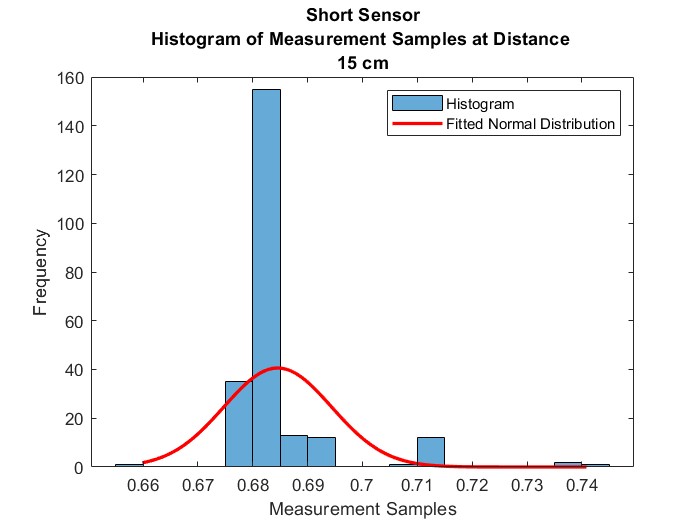 Short Sensor
Histogram of Measurement Samples at Distance
15 cm
Histogram
Fitted Normal Distribution
Frequency
160
140
120
100
80
60
40
20
0
0.66 0.67 0.68 0.69 0.7 0.71 0.72 0.73 0.74
Measurement Samples